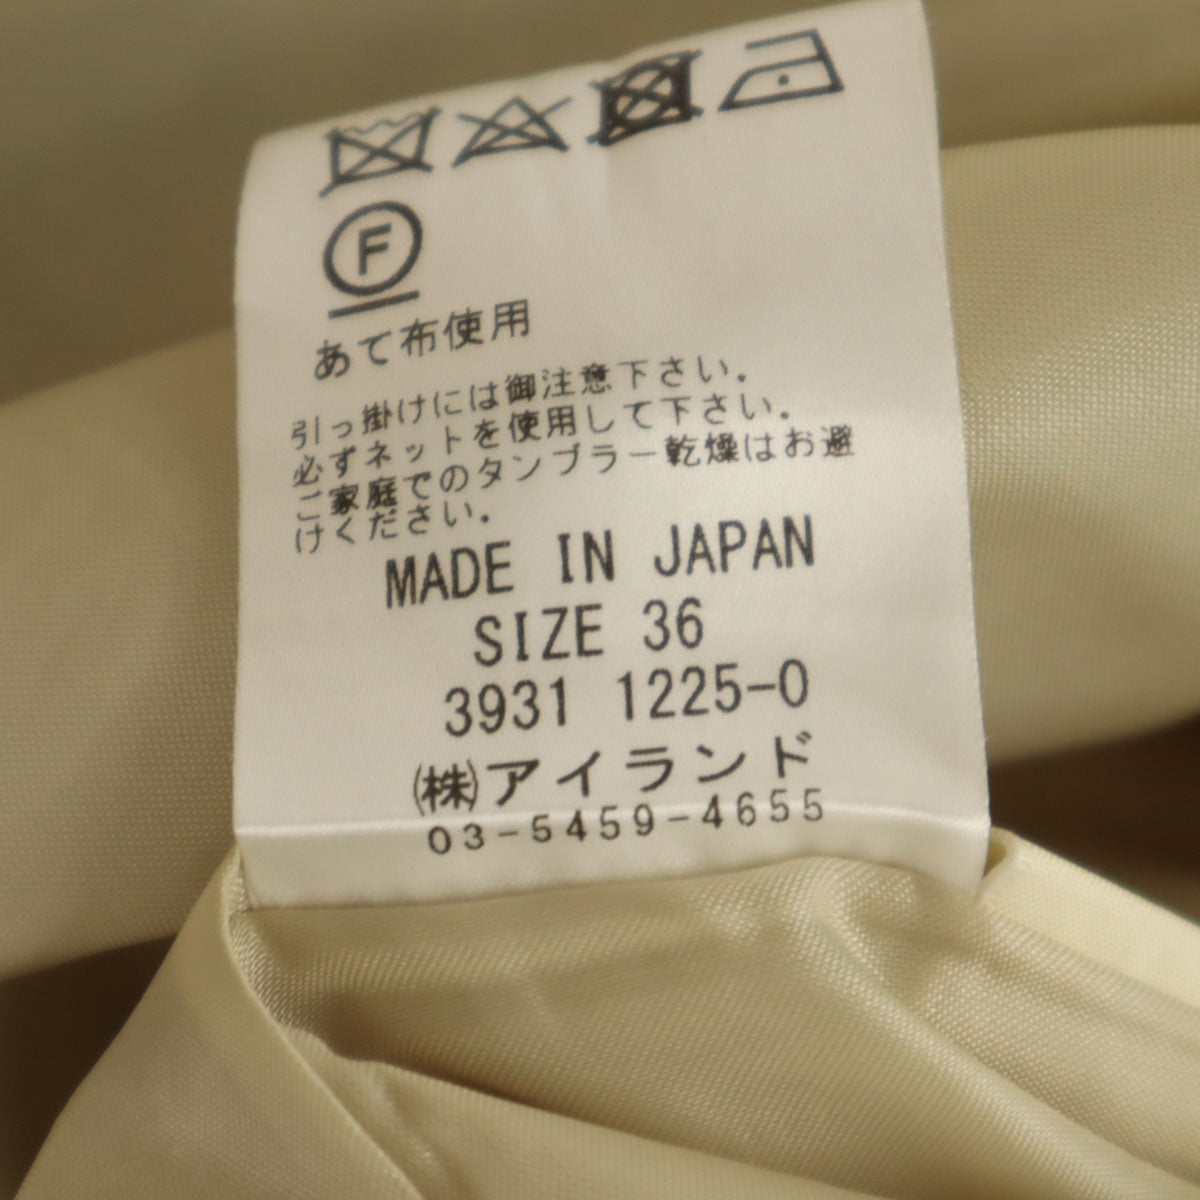 F
あて布使用
引っ掛けには御注意下さい。
必ずネットを使用して下さい。
ご家庭でのタンブラー乾燥はお避
けください。
MADE IN JAPAN
SIZE 36
3931 1225-0
㈱アイランド
03-5459-4655